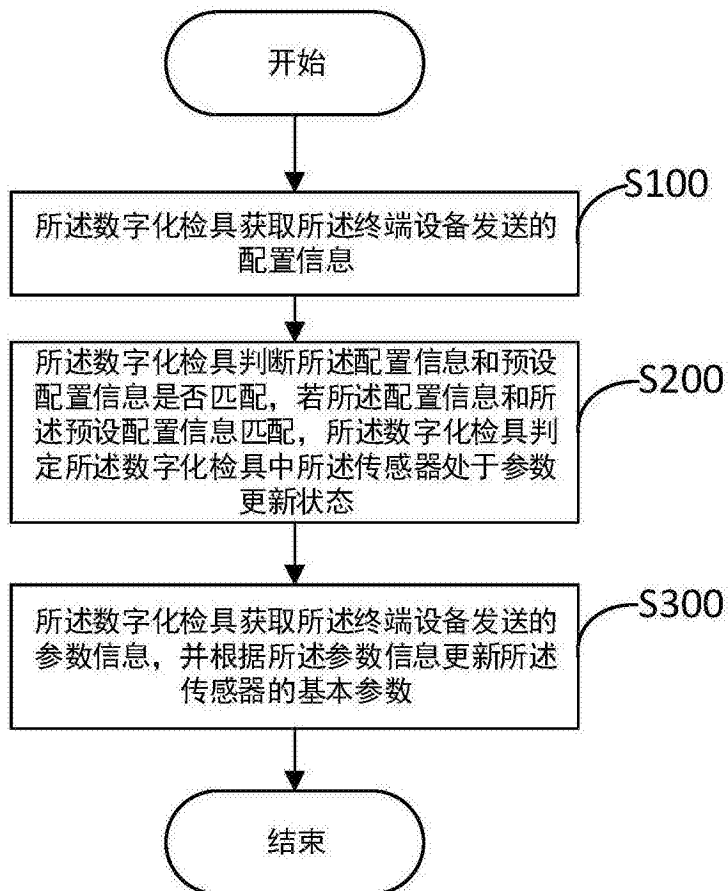 开始
S100
所述数字化检具获取所述终端设备发送的
配置信息
S200
所述数字化检具判断所述配置信息和预设
配置信息是否匹配，若所述配置信息和所
述预设配置信息匹配，所述数字化检具判
定所述数字化检具中所述传感器处于参数
更新状态
S300
所述数字化检具获取所述终端设备发送的
参数信息，并根据所述参数信息更新所述
传感器的基本参数
结束